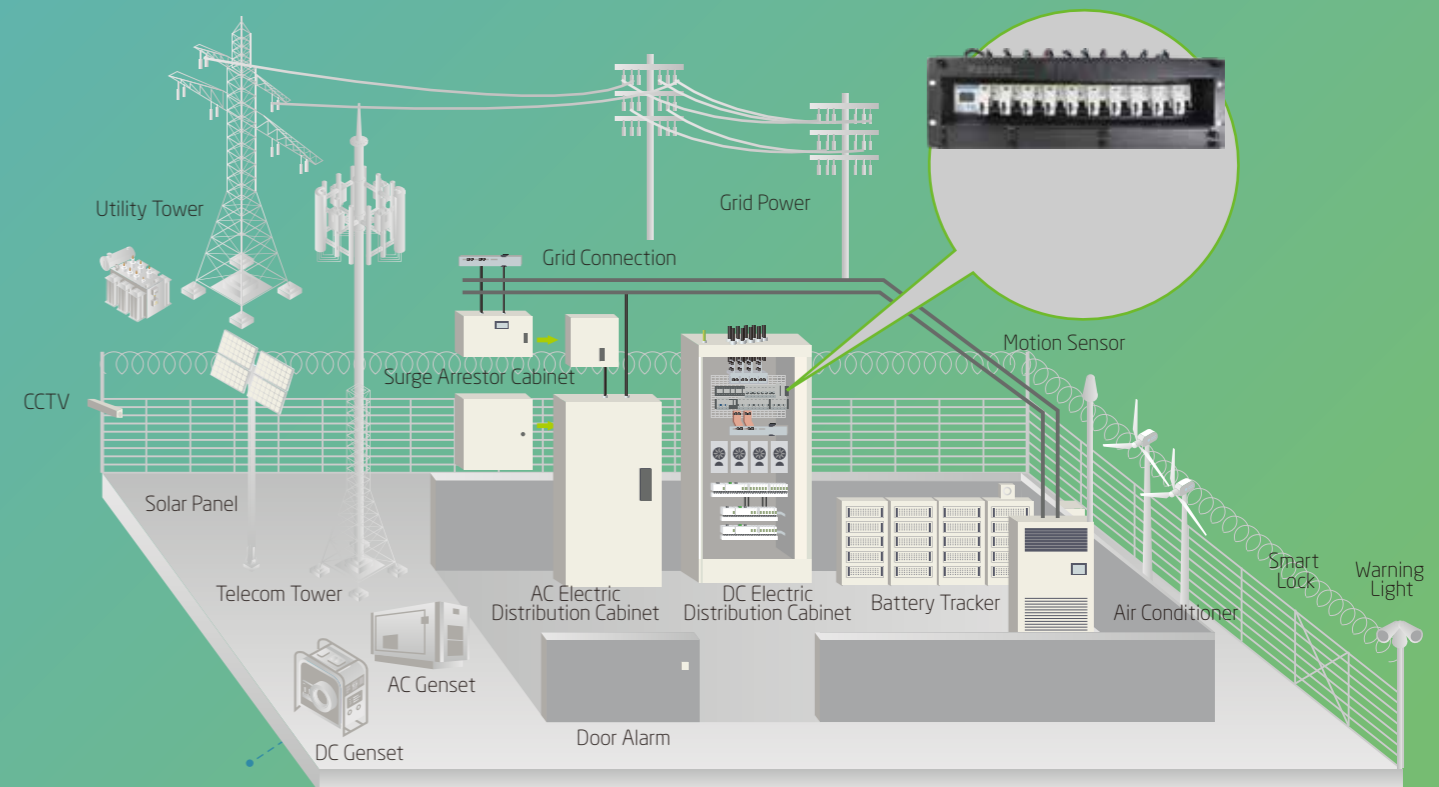 Utility Tower
Grid Power
Grid Connection
Motion Sensor
Surge Arrestor Cabinet
CCTV
Solar Panel
Smart
Lock
Warning
Light
Telecom Tower
AC Electric
Distribution Cabinet
DC Electric
Distribution Cabinet
Battery Tracker
Air Conditioner
AC Genset
Door Alarm
DC Genset